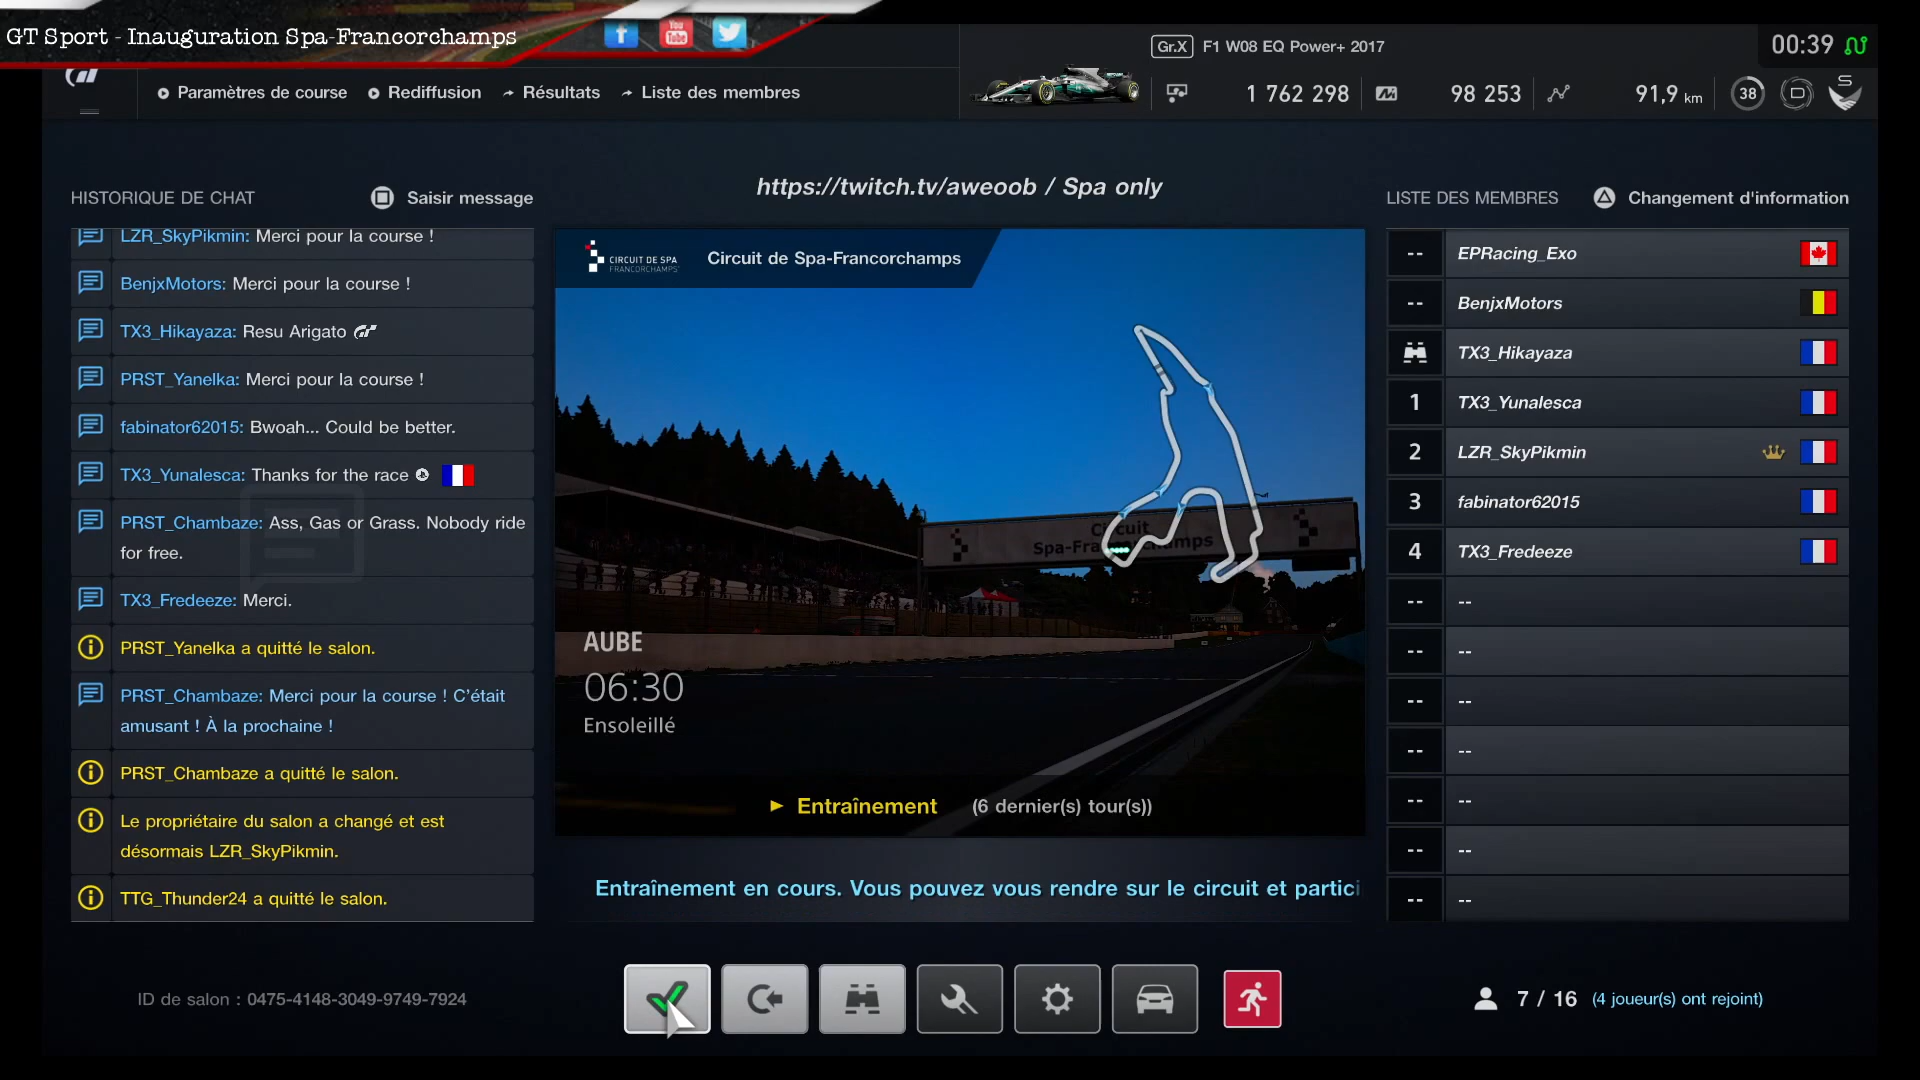 GT Sport - Inauguration Spa-Francorchamps
Gr.X F1 W08 EQ Power+ 2017
00:39
Paramètres de course Rediffusion Résultats Liste des membres
1 762 298 98 253 91,9 km 38 D S
HISTORIQUE DE CHAT Saisir message
https://twitch.tv/aweoob / Spa only
LISTE DES MEMBRES Changement d'information
LZR_SkyPikmin: Merci pour la course !
BenjxMotors: Merci pour la course !
TX3_Hikayaza: Resu Arigato
PRST_Yanelka: Merci pour la course !
fabinator62015: Bwoah... Could be better.
TX3_Yunalesca: Thanks for the race
PRST_Chambaze: Ass, Gas or Grass. Nobody ride
for free.
TX3_Fredeeze: Merci.
PRST_Yanelka a quitté le salon.
PRST_Chambaze: Merci pour la course ! C'était
amusant ! À la prochaine !
PRST_Chambaze a quitté le salon.
Le propriétaire du salon a changé et est
désormais LZR_SkyPikmin.
TTG_Thunder24 a quitté le salon.
CIRCUIT DE SPA
FRANCORCHAMPS
Circuit de Spa-Francorchamps
Circuit
Spa-Francorchamps
AUBE
06:30
Ensoleillé
Entraînement (6 dernier(s) tour(s))
Entraînement en cours. Vous pouvez vous rendre sur le circuit et partici
-- EPRacing_Exo
-- BenjxMotors
TX3_Hikayaza
1 TX3_Yunalesca
2 LZR_SkyPikmin
3 fabinator62015
4 TX3_Fredeeze
-- --
-- --
-- --
-- --
-- --
-- --
-- --
ID de salon : 0475-4148-3049-9749-7924
7 / 16 (4 joueur(s) ont rejoint)